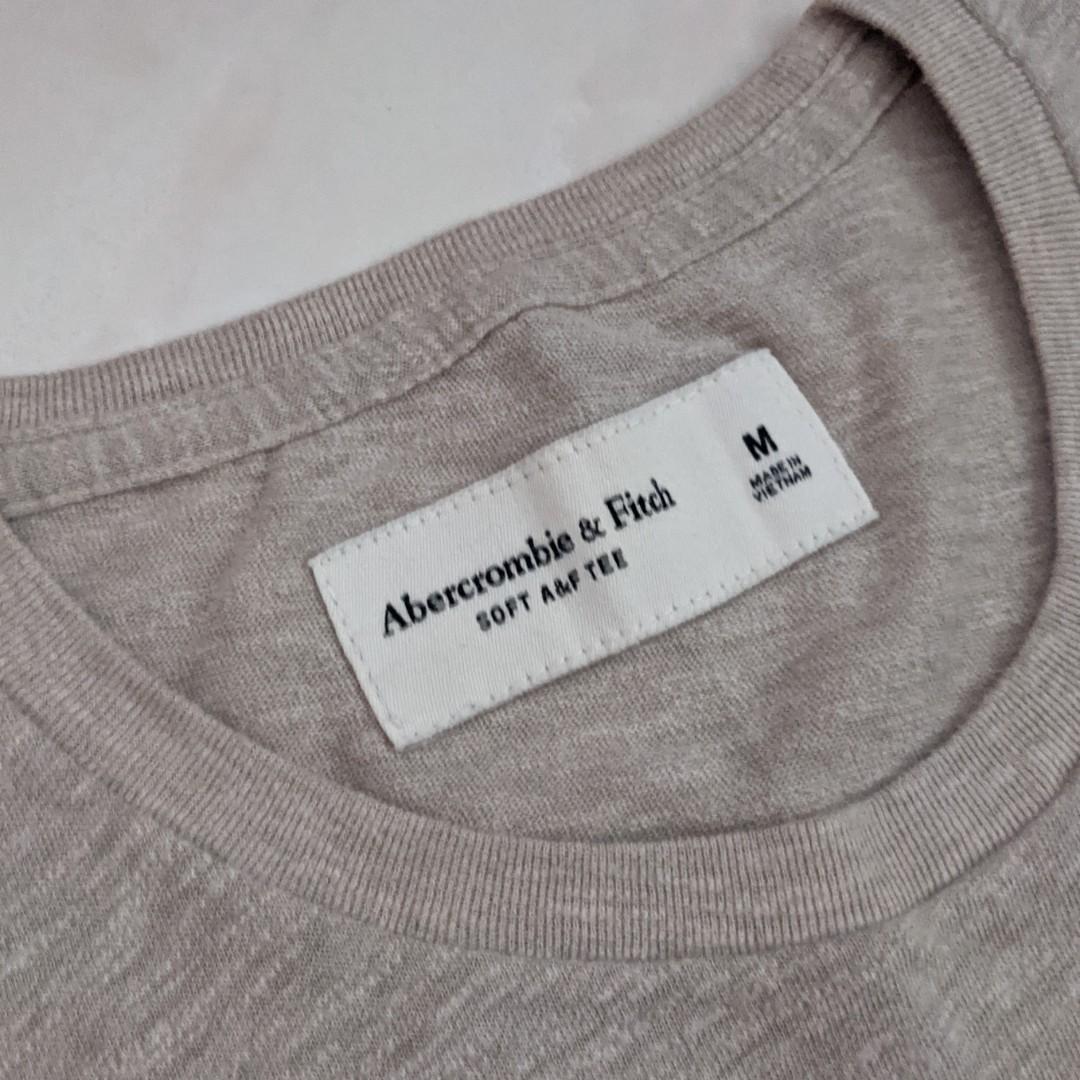 Abercrombie & Fitch
SOFT A&F TEE
M
MADE IN
VIETNAM